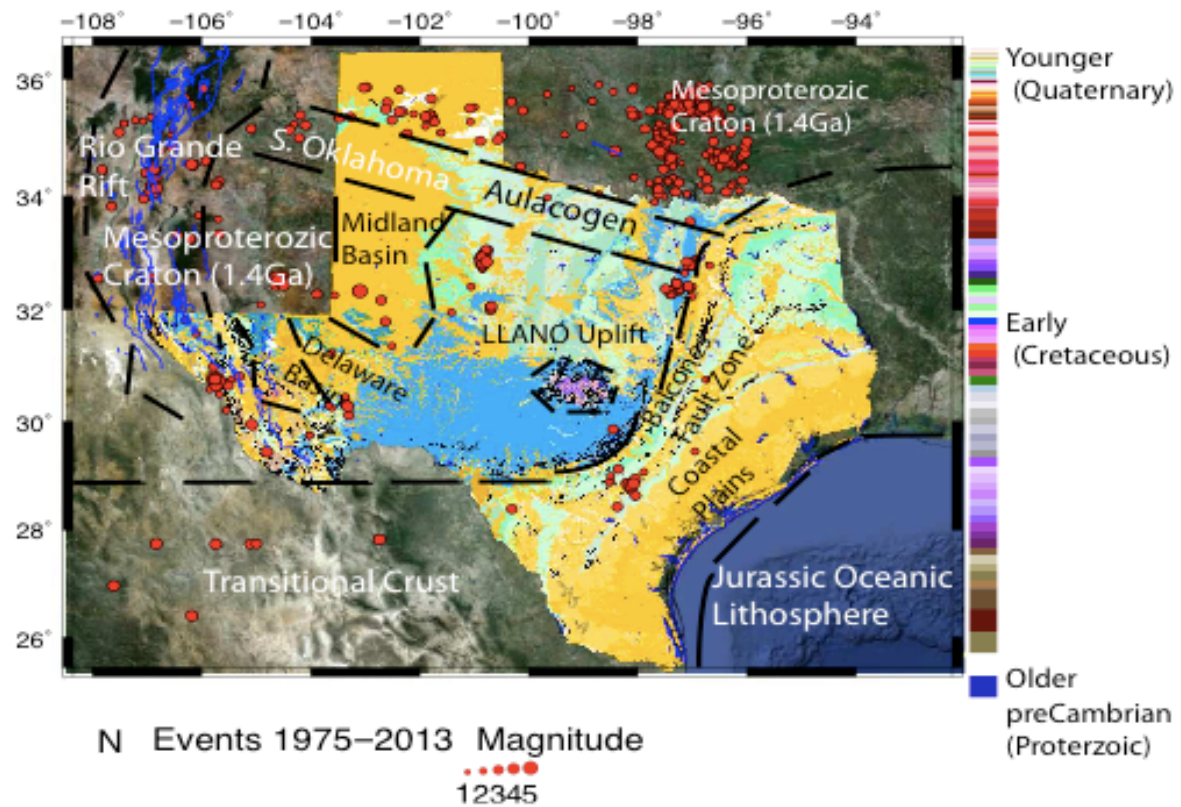 −108° −106° −104° −102° −100° −98° −96° −94°
36°
34°
32°
30°
28°
26°
Mesoproterozic
Craton (1.4Ga)
Rio Grande
Rift
S. Oklahoma
Aulacogen
Midland
Basin
Mesoproterozic
Craton (1.4Ga)
LLANO Uplift
Delaware
Basin
Balcones
Fault Zone
Coastal
Plains
Transitional Crust
Jurassic Oceanic
Lithosphere
Younger
(Quaternary)
Early
(Cretaceous)
Older
preCambrian
(Proterzoic)
N Events 1975−2013 Magnitude
12345